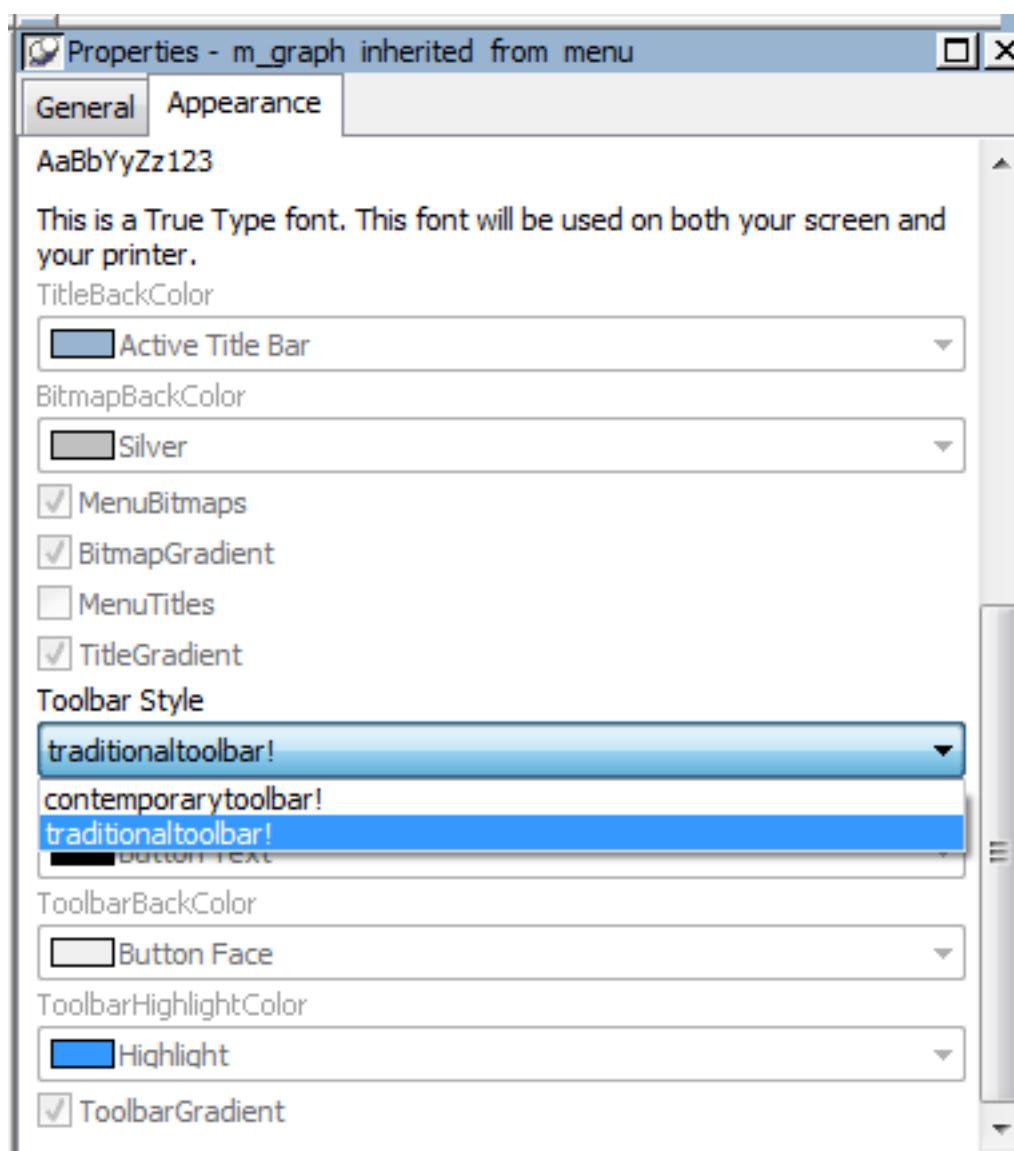 Properties - m_graph inherited from menu
General
Appearance
AaBbYyZz123
This is a True Type font. This font will be used on both your screen and
your printer.
TitleBackColor
Active Title Bar
BitmapBackColor
Silver
MenuBitmaps
BitmapGradient
MenuTitles
TitleGradient
Toolbar Style
traditionaltoolbar!
contemporarytoolbar!
traditionaltoolbar!
Button Text
ToolbarBackColor
Button Face
ToolbarHighlightColor
Highlight
ToolbarGradient